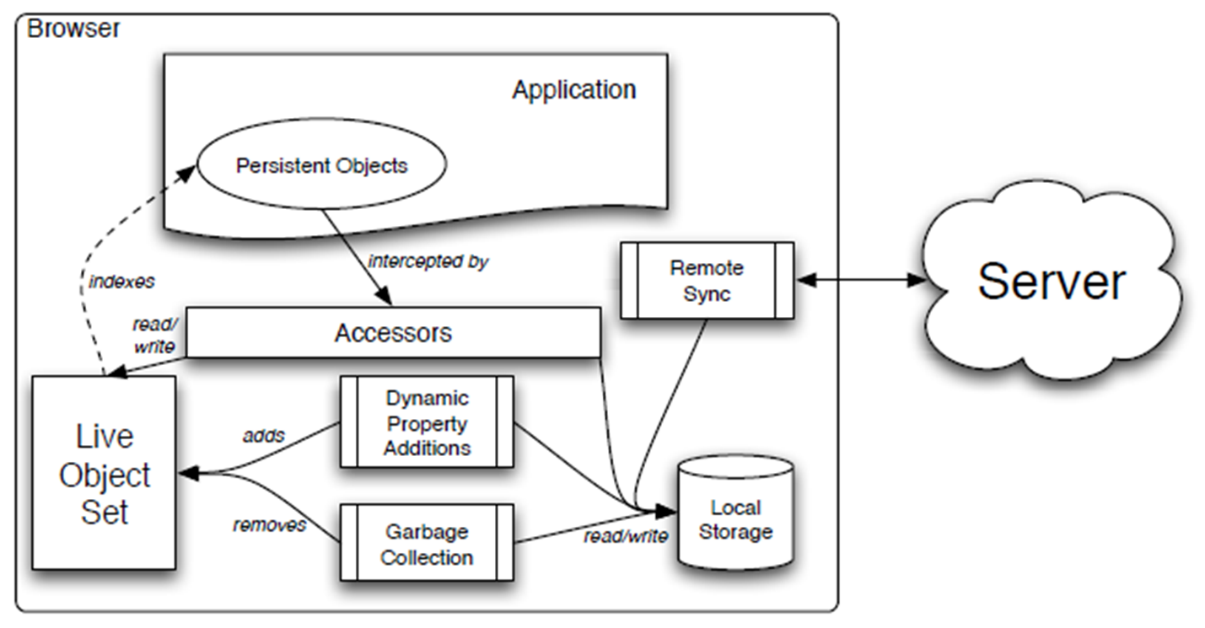 Browser
Application
Persistent Objects
indexes
intercepted by
Remote
Sync
Server
read/
write
Accessors
Live
Object
Set
adds
Dynamic
Property
Additions
removes
Garbage
Collection
read/write
Local
Storage